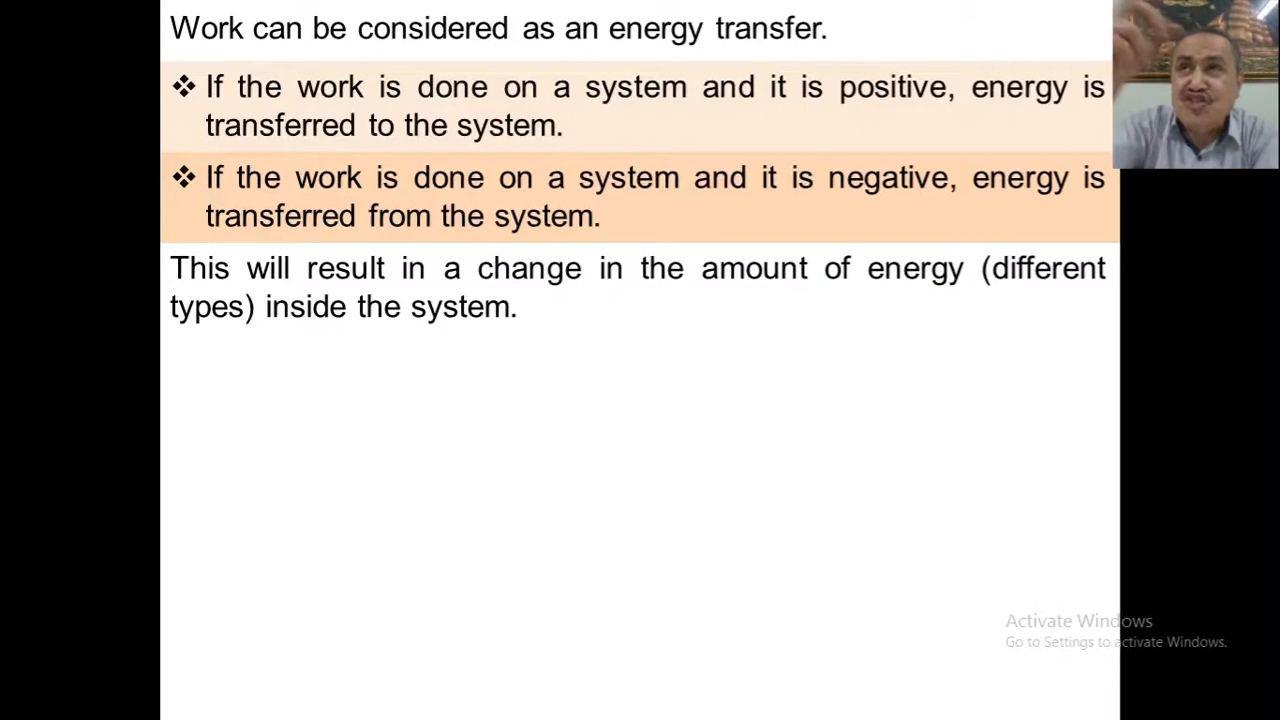 Work can be considered as an energy transfer.
❖ If the work is done on a system and it is positive, energy is
transferred to the system.
❖ If the work is done on a system and it is negative, energy is
transferred from the system.
This will result in a change in the amount of energy (different
types) inside the system.
Activate Windows
Go to Settings to activate Windows.